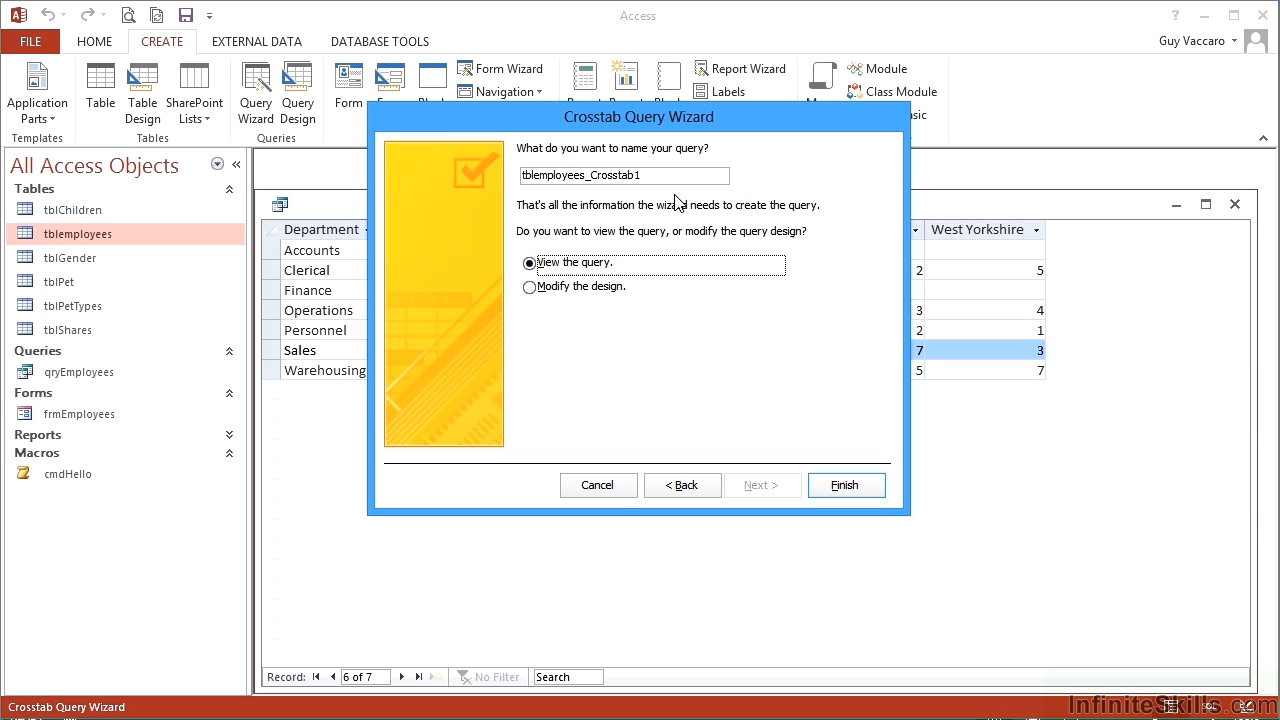 Access
FILE HOME CREATE EXTERNAL DATA DATABASE TOOLS Guy Vaccaro
Application Parts
Templates
Table
Table Design
SharePoint Lists
Tables
Query Wizard
Query Design
Queries
Form
Form Wizard
Navigation
Report Wizard
Labels
Module
Class Module
All Access Objects
Tables
tblChildren
tblemployees
tblGender
tblPet
tblPetTypes
tblShares
Queries
qryEmployees
Forms
frmEmployees
Reports
Macros
cmdHello
Crosstab Query Wizard
What do you want to name your query?
tblemployees_Crosstab1
That's all the information the wizard needs to create the query.
Do you want to view the query, or modify the query design?
View the query.
Modify the design.
Cancel < Back Next > Finish
Department West Yorkshire
Accounts
Clerical 2 5
Finance
Operations 3 4
Personnel 2 1
Sales 7 3
Warehousing 5 7
Record: 6 of 7 No Filter Search
Crosstab Query Wizard
InfiniteSkills.com